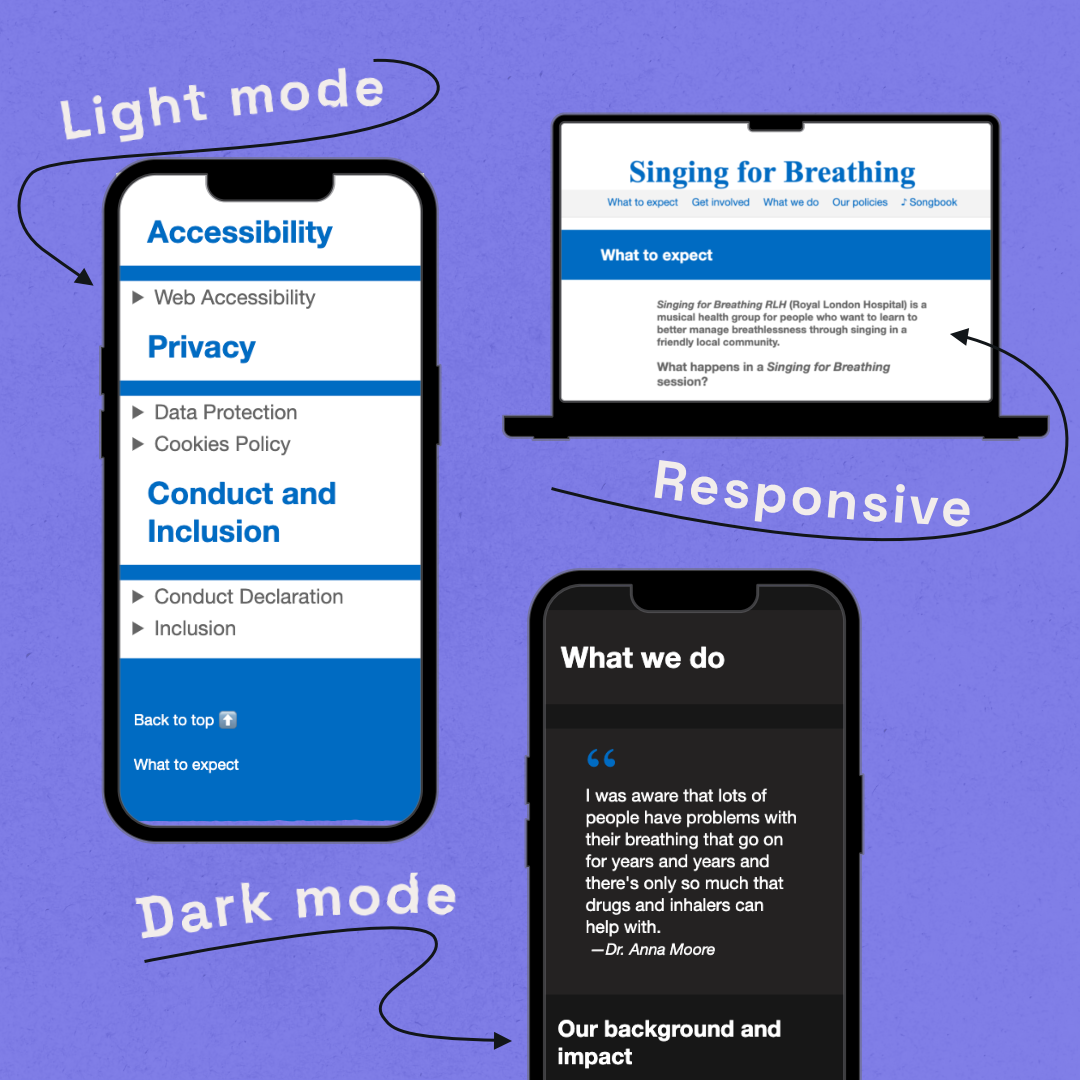 Light mode
Accessibility
▶ Web Accessibility
Privacy
▶ Data Protection
▶ Cookies Policy
Conduct and
Inclusion
▶ Conduct Declaration
▶ Inclusion
Back to top ⬆️
What to expect
Singing for Breathing
What to expect Get involved What we do Our policies ♪ Songbook
What to expect
Singing for Breathing RLH (Royal London Hospital) is a
musical health group for people who want to learn to
better manage breathlessness through singing in a
friendly local community.
What happens in a Singing for Breathing
session?
Responsive
Dark mode
What we do
“
I was aware that lots of
people have problems with
their breathing that go on
for years and years and
there's only so much that
drugs and inhalers can
help with.
—Dr. Anna Moore
Our background and
impact